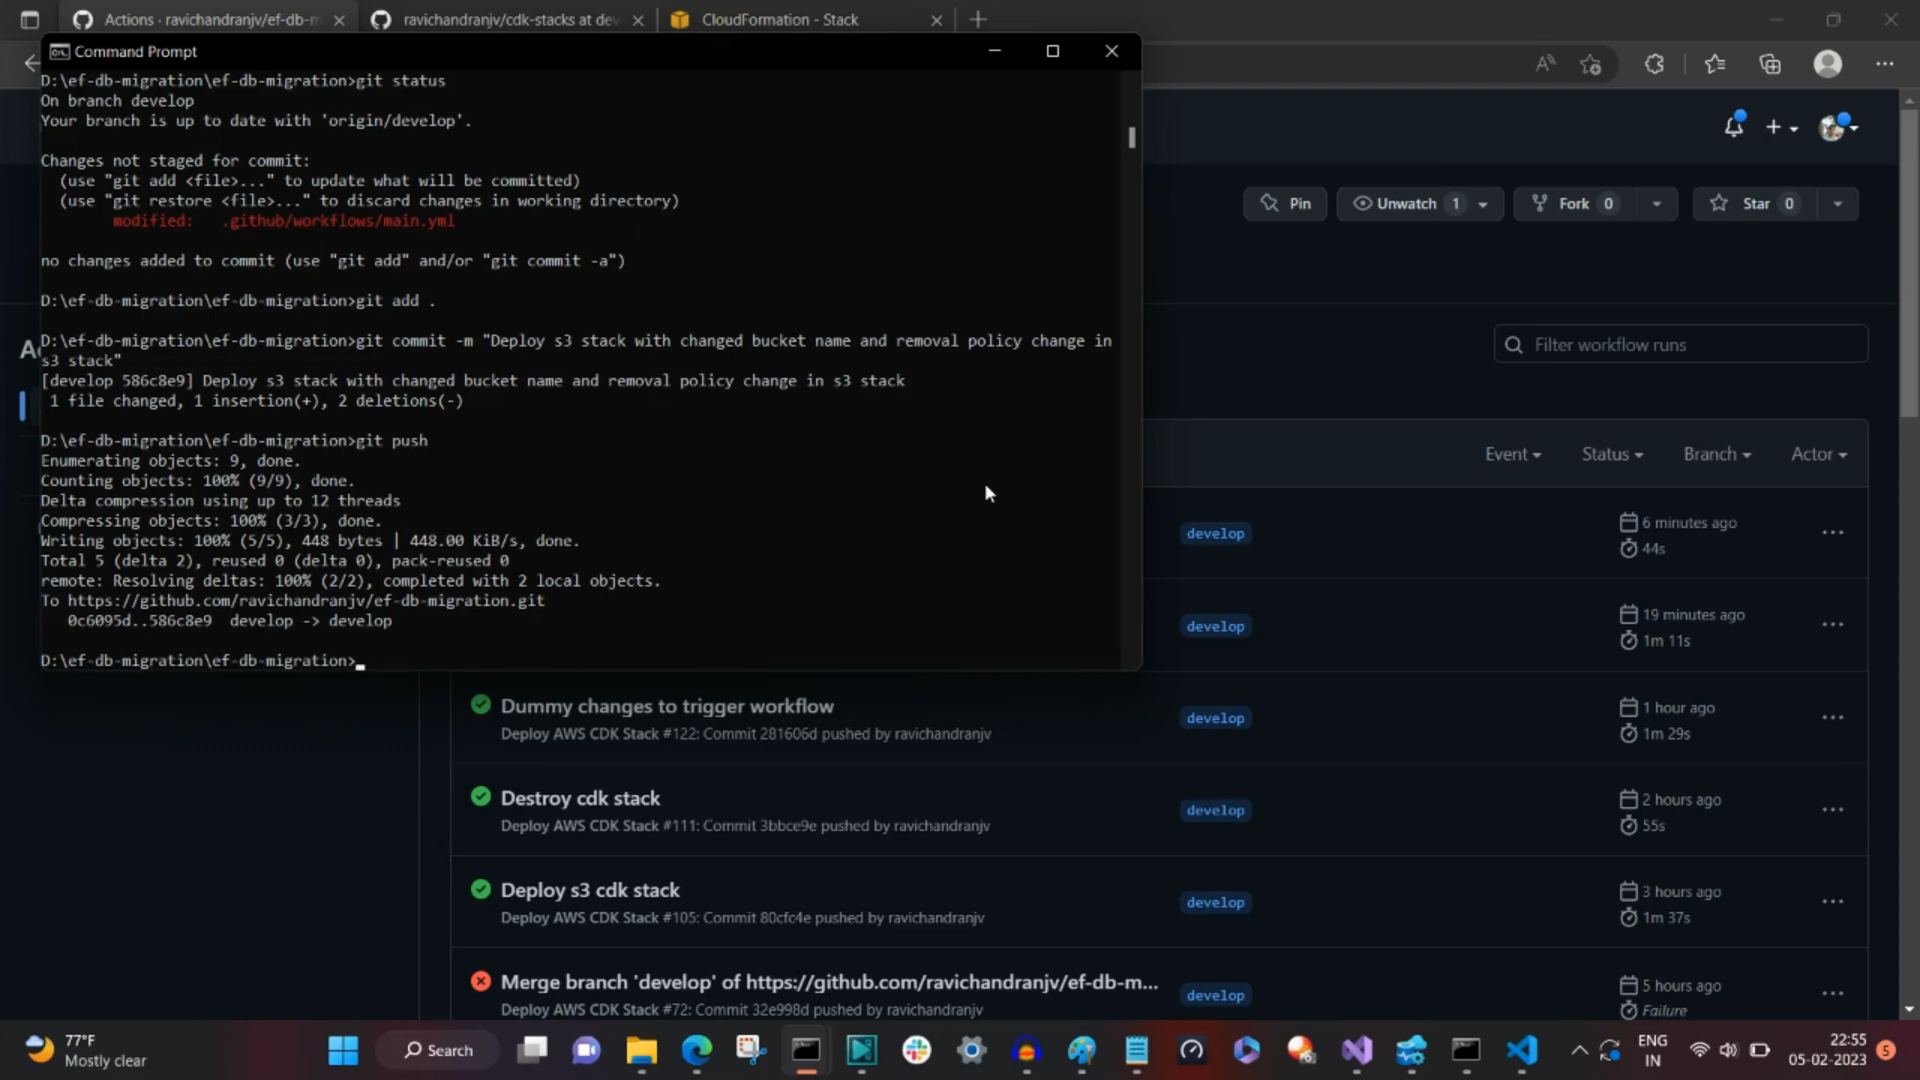 Actions · ravichandranjv/ef-db-m
ravichandranjv/cdk-stacks at dev
CloudFormation - Stack
Command Prompt
D:\ef-db-migration\ef-db-migration>git status
On branch develop
Your branch is up to date with 'origin/develop'.
Changes not staged for commit:
(use "git add <file>..." to update what will be committed)
(use "git restore <file>..." to discard changes in working directory)
modified:   .github/workflows/main.yml
no changes added to commit (use "git add" and/or "git commit -a")
D:\ef-db-migration\ef-db-migration>git add .
D:\ef-db-migration\ef-db-migration>git commit -m "Deploy s3 stack with changed bucket name and removal policy change in
s3 stack"
[develop 586c8e9] Deploy s3 stack with changed bucket name and removal policy change in s3 stack
1 file changed, 1 insertion(+), 2 deletions(-)
D:\ef-db-migration\ef-db-migration>git push
Enumerating objects: 9, done.
Counting objects: 100% (9/9), done.
Delta compression using up to 12 threads
Compressing objects: 100% (3/3), done.
Writing objects: 100% (5/5), 448 bytes | 448.00 KiB/s, done.
Total 5 (delta 2), reused 0 (delta 0), pack-reused 0
remote: Resolving deltas: 100% (2/2), completed with 2 local objects.
To https://github.com/ravichandranjv/ef-db-migration.git
0c6095d..586c8e9  develop -> develop
D:\ef-db-migration\ef-db-migration>
Pin
Unwatch 1
Fork 0
Star 0
Filter workflow runs
Event Status Branch Actor
develop
6 minutes ago
44s
develop
19 minutes ago
1m 11s
Dummy changes to trigger workflow
Deploy AWS CDK Stack #122: Commit 281606d pushed by ravichandranjv
develop
1 hour ago
1m 29s
Destroy cdk stack
Deploy AWS CDK Stack #111: Commit 3bbce9e pushed by ravichandranjv
develop
2 hours ago
55s
Deploy s3 cdk stack
Deploy AWS CDK Stack #105: Commit 80cfc4e pushed by ravichandranjv
develop
3 hours ago
1m 37s
Merge branch 'develop' of https://github.com/ravichandranjv/ef-db-m...
Deploy AWS CDK Stack #72: Commit 32e998d pushed by ravichandranjv
develop
5 hours ago
Failure
77°F
Mostly clear
Search
ENG
IN
22:55
05-02-2023
5